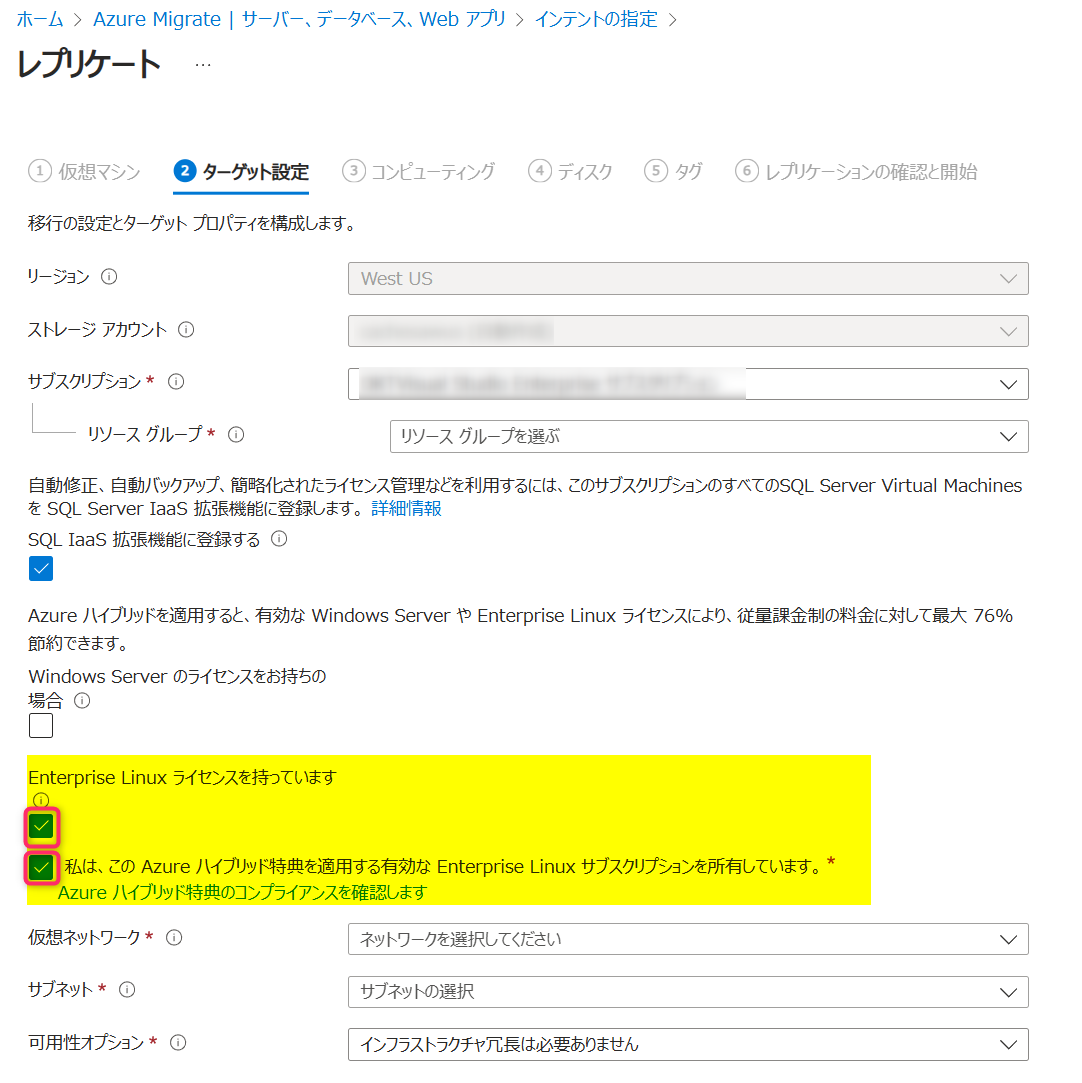 ホーム > Azure Migrate | サーバー、データベース、Web アプリ > インテントの指定 >
レプリケート ...
1 仮想マシン 2 ターゲット設定 3 コンピューティング 4 ディスク 5 タグ 6 レプリケーションの確認と開始
移行の設定とターゲット プロパティを構成します。
リージョン West US
ストレージ アカウント
サブスクリプション *
リソース グループ * リソース グループを選ぶ
自動修正、自動バックアップ、簡略化されたライセンス管理などを利用するには、このサブスクリプションのすべてのSQL Server Virtual Machines
を SQL Server IaaS 拡張機能に登録します。 詳細情報
SQL IaaS 拡張機能に登録する
Azure ハイブリッドを適用すると、有効な Windows Server や Enterprise Linux ライセンスにより、従量課金制の料金に対して最大 76%
節約できます。
Windows Server のライセンスをお持ちの
場合
Enterprise Linux ライセンスを持っています
私は、この Azure ハイブリッド特典を適用する有効な Enterprise Linux サブスクリプションを所有しています。 *
Azure ハイブリッド特典のコンプライアンスを確認します
仮想ネットワーク * ネットワークを選択してください
サブネット * サブネットの選択
可用性オプション * インフラストラクチャ冗長は必要ありません